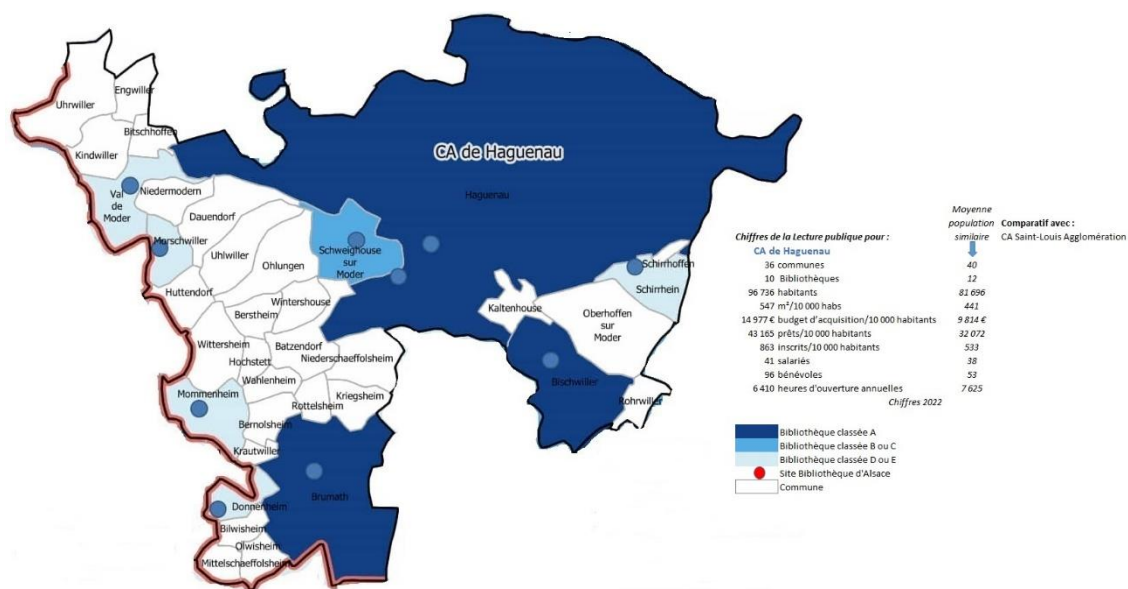 Uhrwiller
Engwiller
Bitschhoffen
Kindwiller
CA de Haguenau
Haguenau
Val
de
Moder
Niedermodern
Dauendorf
Morschwiller
Uhlwiller
Ohlungen
Schweighouse
sur
Moder
Schirrhoffen
Schirrhein
Huttendorf
Wintershouse
Berstheim
Kaltenhouse
Oberhoffen
sur
Moder
Wittersheim
Batzendorf
Hochstett
Niederschaeffolsheim
Wahlenheim
Bischwiller
Mommenheim
Kriegsheim
Rottelsheim
Rohrwiller
Bernolsheim
Krautwiller
Brumath
Donnenheim
Bilwisheim
Olwisheim
Mittelschaeffolsheim
Moyenne
population
similaire
Comparatif avec :
CA Saint-Louis Agglomération
Chiffres de la Lecture publique pour :
CA de Haguenau
36 communes 40
10 Bibliothèques 12
96 736 habitants 81 696
547 m²/10 000 habs 441
14 977 € budget d'acquisition/10 000 habitants 9 814 €
43 165 prêts/10 000 habitants 32 072
863 inscrits/10 000 habitants 533
41 salariés 38
96 bénévoles 53
6 410 heures d'ouverture annuelles 7 625
Chiffres 2022
Bibliothèque classée A
Bibliothèque classée B ou C
Bibliothèque classée D ou E
Site Bibliothèque d'Alsace
Commune